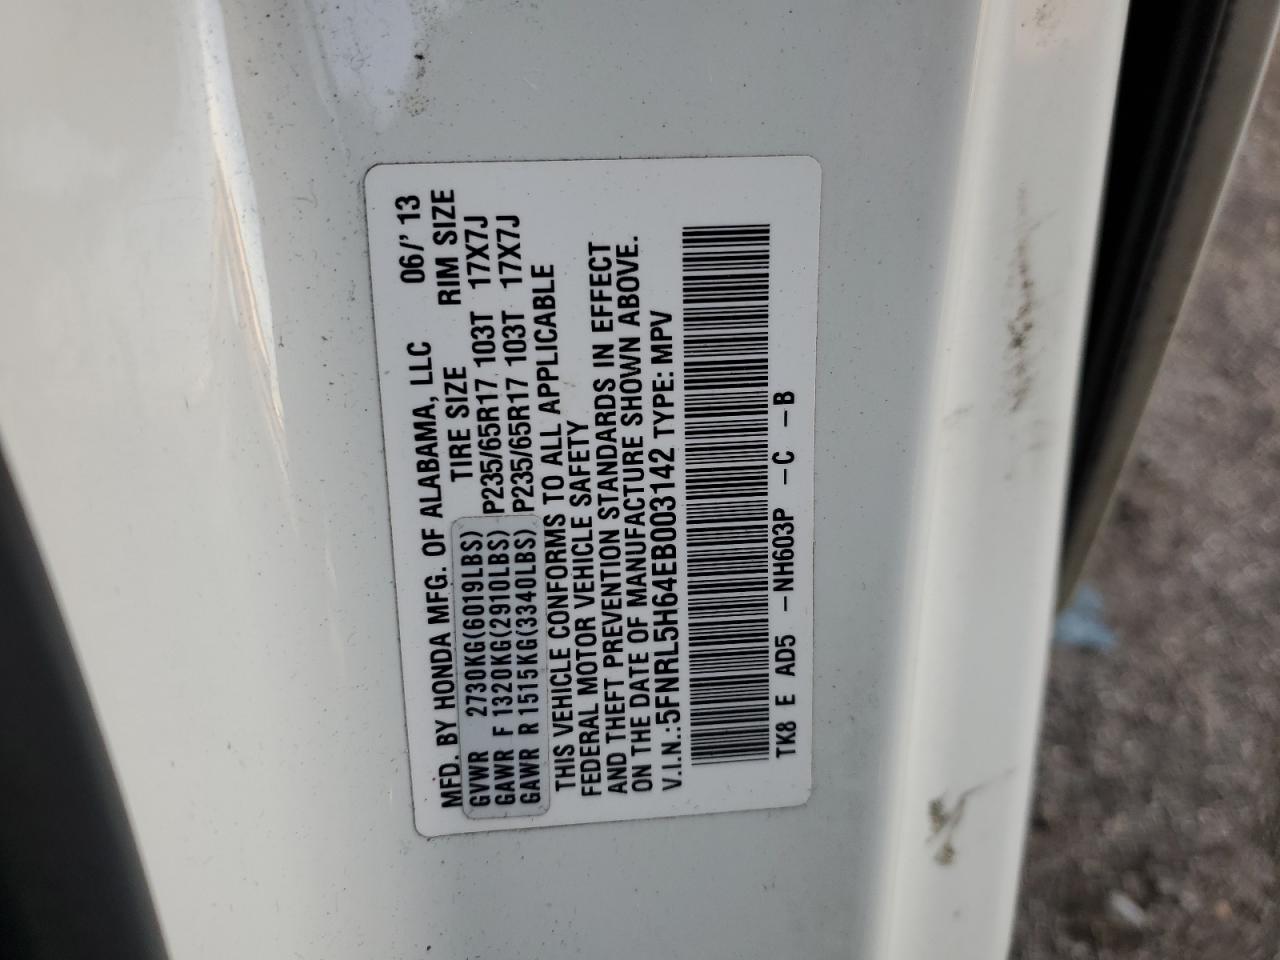 MFD. BY HONDA MFG. OF ALABAMA, LLC 06/'13
TIRE SIZE RIM SIZE
GVWR 2730KG(6019LBS)
GAWR F 1320KG(2910LBS) P235/65R17 103T 17X7J
GAWR R 1515KG(3340LBS) P235/65R17 103T 17X7J
THIS VEHICLE CONFORMS TO ALL APPLICABLE
FEDERAL MOTOR VEHICLE SAFETY
AND THEFT PREVENTION STANDARDS IN EFFECT
ON THE DATE OF MANUFACTURE SHOWN ABOVE.
V.I.N.:5FNRL5H64EB003142 TYPE: MPV
TK8 E AD5 -NH603P -C -B